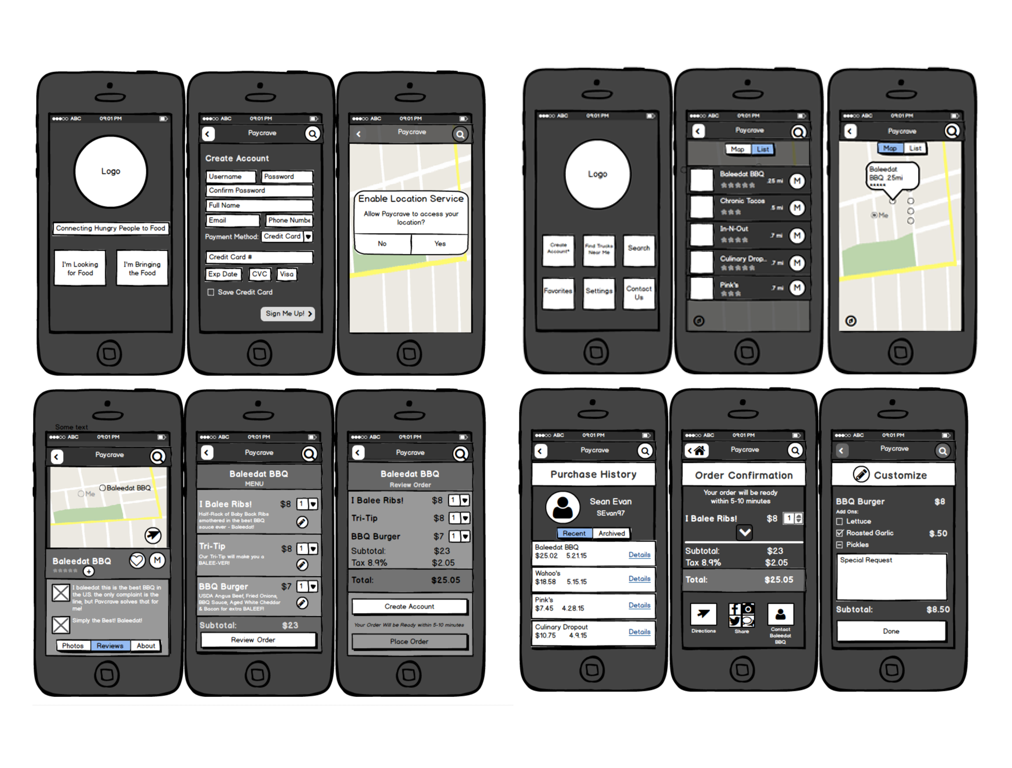 ●●●○○ ABC 09:01 PM
Logo
Connecting Hungry People to Food
I'm Looking for Food
I'm Bringing the Food
●●●○○ ABC 09:01 PM
Paycrave
Create Account
Username Password
Confirm Password
Full Name
Email Phone Numbe
Payment Method: Credit Card
Credit Card #
Exp Date CVC Visa
Save Credit Card
Sign Me Up!
●●●○○ ABC 09:01 PM
Paycrave
Enable Location Service
Allow Paycrave to access your
location?
No Yes
●●●○○ ABC 09:01 PM
Logo
Create Account*
Find Trucks Near Me
Search
Favorites
Settings
Contact Us
●●●○○ ABC 09:01 PM
Paycrave
Map List
Baleedat BBQ .25 mi M
Chronic Tacos .5 mi M
In-N-Out .7 mi M
Culinary Drop.. .7 mi M
Pink's .7 mi M
●●●○○ ABC 09:01 PM
Paycrave
Map List
Baleedat
BBQ .25mi
Me
Some text
●●●○○ ABC 09:01 PM
Paycrave
Me Baleedat BBQ
Baleedat BBQ M
I baleedat this is the best BBQ in
the US. the only complaint is the
line, but Paycrave solves that for
me!
Simply the Best! Baleedat!
Photos Reviews About
●●●○○ ABC 09:01 PM
Paycrave
Baleedat BBQ
MENU
I Balee Ribs! $8 1
Half-Rack of Baby Back Ribs
smothered in the best BBQ
sauce ever - Baleedat!
Tri-Tip $8 1
Our Tri-Tip will make you a
BALEE-VER!
BBQ Burger $7 1
USDA Angus Beef, Fried Onions,
BBQ Sauce, Aged White Cheddar
& Bacon for extra BALEEF!
Subtotal: $23
Review Order
●●●○○ ABC 09:01 PM
Paycrave
Baleedat BBQ
Review Order
I Balee Ribs! $8 1
Tri-Tip $8 1
BBQ Burger $7 1
Subtotal: $23
Tax 8.9% $2.05
Total: $25.05
Create Account
Your Order Will be Ready within 5-10 minutes
Place Order
●●●○○ ABC 09:01 PM
Paycrave
Purchase History
Sean Evan
SEvan97
Recent Archived
Baleedat BBQ
$25.02 5.21.15 Details
Wahoo's
$18.58 5.15.15 Details
Pink's
$7.45 4.28.15 Details
Culinary Dropout
$10.75 4.9.15 Details
●●●○○ ABC 09:01 PM
Paycrave
Order Confirmation
Your order will be ready
within 5-10 minutes
I Balee Ribs! $8 1
Subtotal: $23
Tax 8.9% $2.05
Total: $25.05
Directions
Share
Contact
Baleedat
BBQ
●●●○○ ABC 09:01 PM
Paycrave
Customize
BBQ Burger $8
Add Ons:
Lettuce
Roasted Garlic $.50
Pickles
Special Request
Subtotal: $8.50
Done